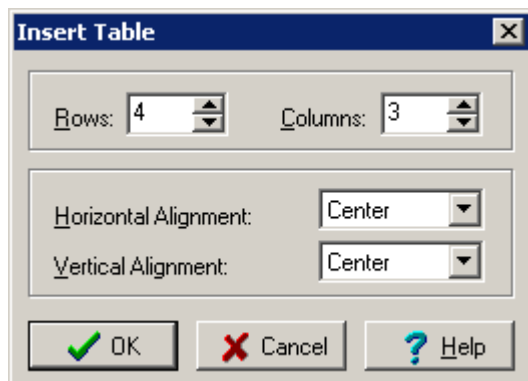 Insert Table
Rows: 4 Columns: 3
Horizontal Alignment: Center
Vertical Alignment: Center
OK Cancel Help